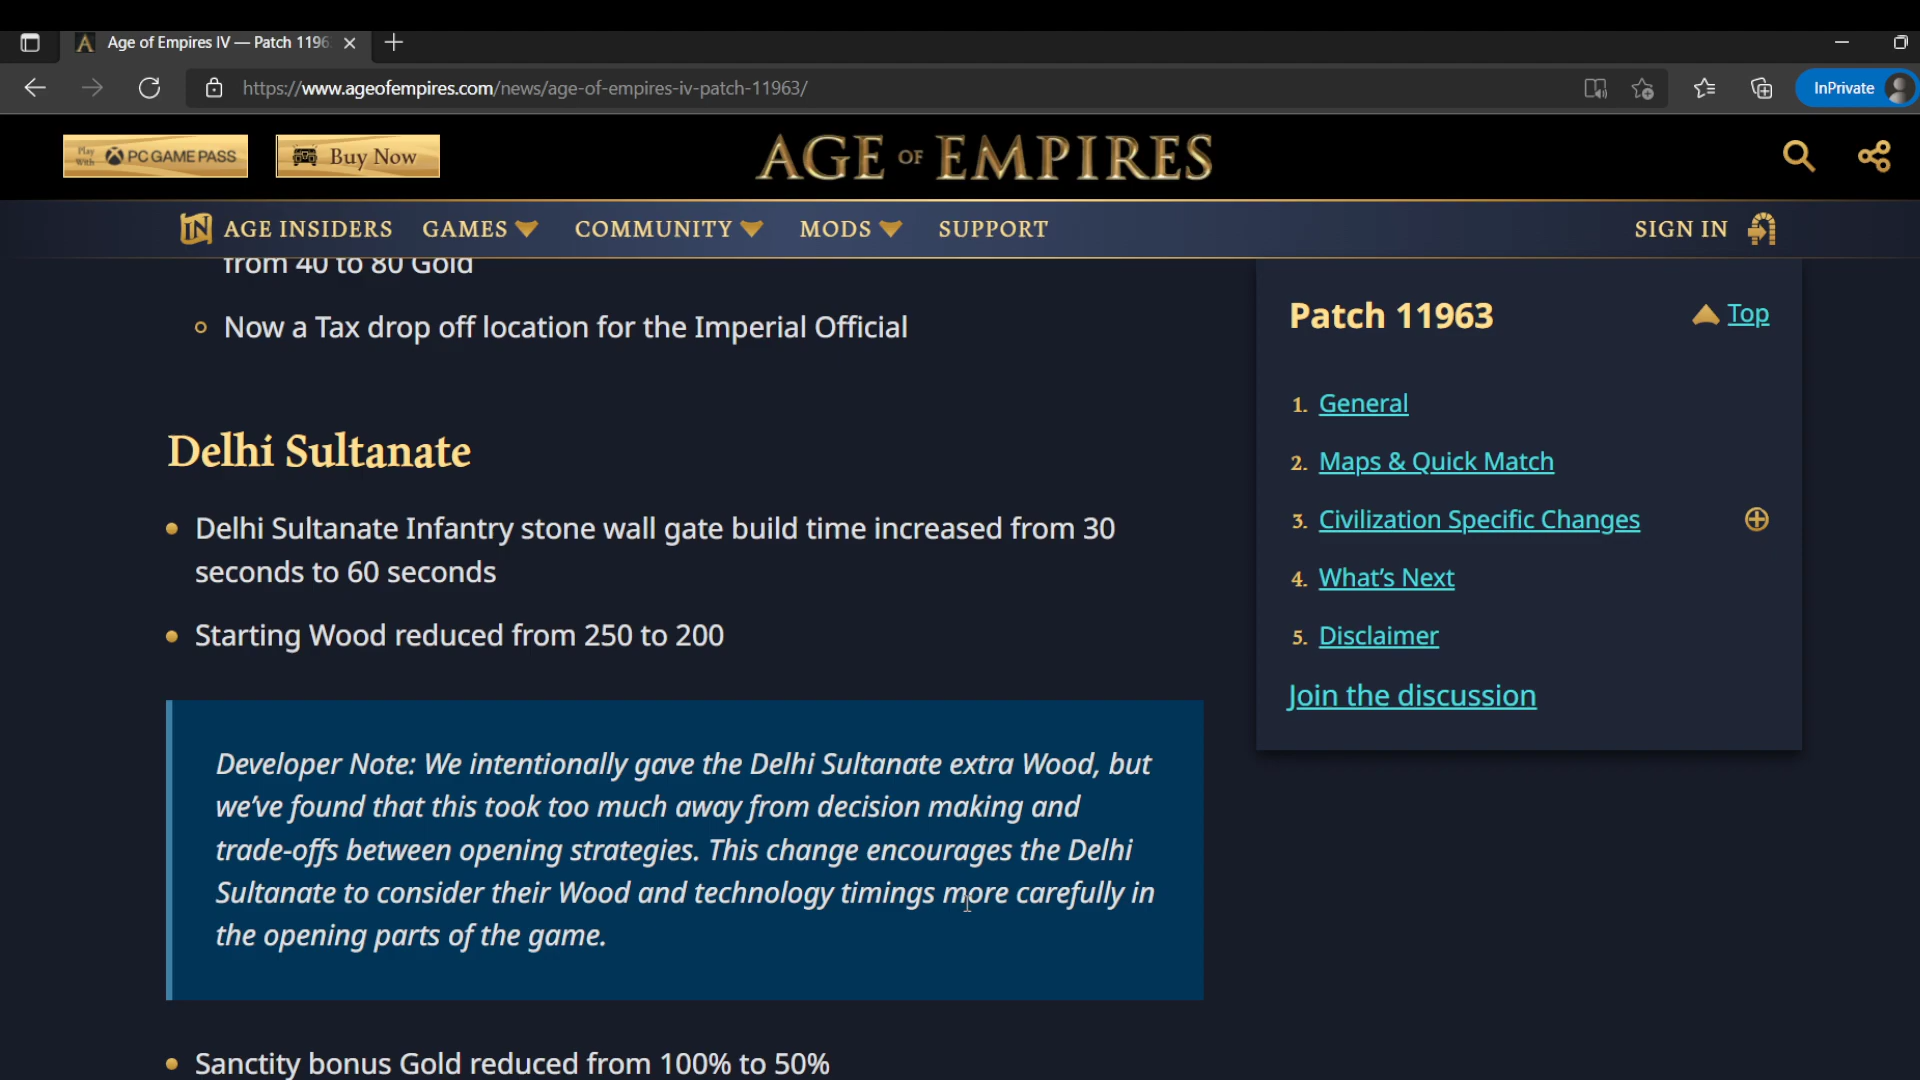 Age of Empires IV — Patch 1196
https://www.ageofempires.com/news/age-of-empires-iv-patch-11963/
InPrivate
Play With PC GAME PASS
Buy Now
AGE OF EMPIRES
IN AGE INSIDERS
GAMES
COMMUNITY
MODS
SUPPORT
SIGN IN
from 40 to 80 Gold
Now a Tax drop off location for the Imperial Official
Delhi Sultanate
Delhi Sultanate Infantry stone wall gate build time increased from 30
seconds to 60 seconds
Starting Wood reduced from 250 to 200
Developer Note: We intentionally gave the Delhi Sultanate extra Wood, but
we’ve found that this took too much away from decision making and
trade-offs between opening strategies. This change encourages the Delhi
Sultanate to consider their Wood and technology timings more carefully in
the opening parts of the game.
Sanctity bonus Gold reduced from 100% to 50%
Patch 11963
Top
1. General
2. Maps & Quick Match
3. Civilization Specific Changes
4. What’s Next
5. Disclaimer
Join the discussion